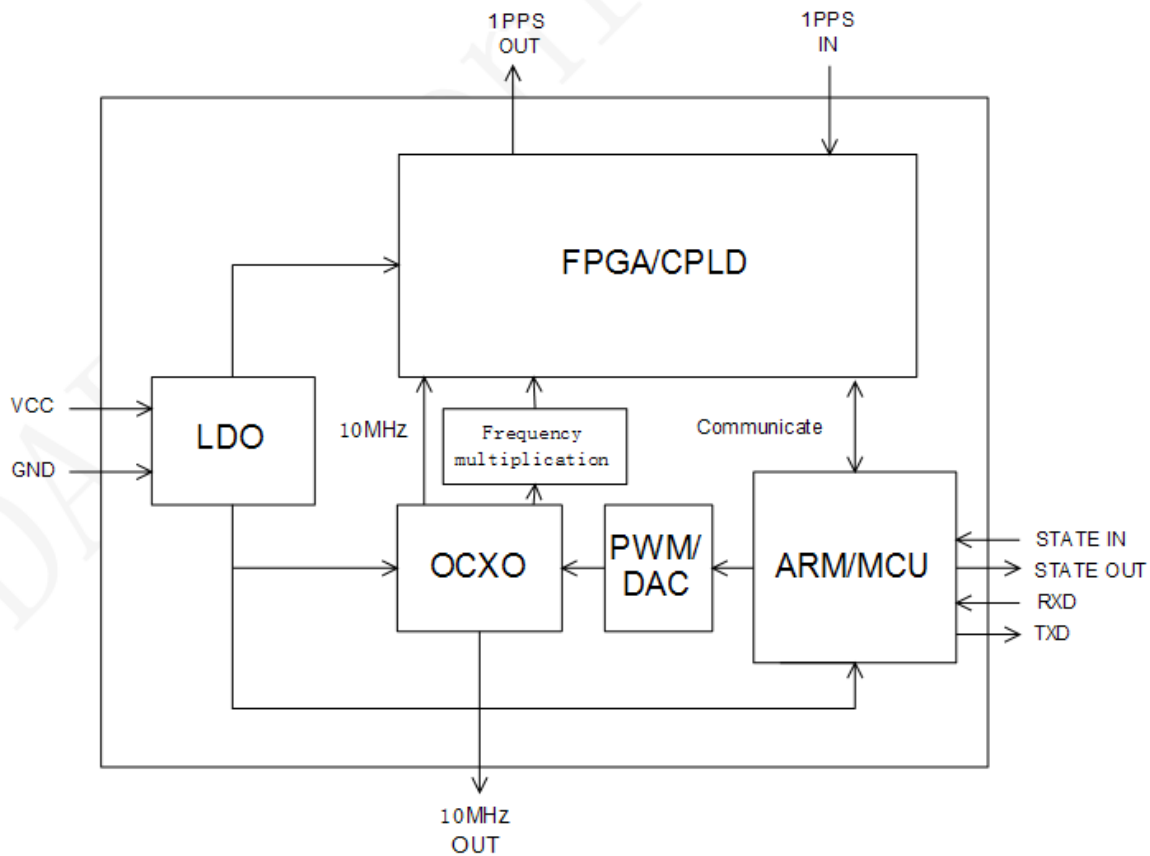 1PPS
OUT
1PPS
IN
FPGA/CPLD
VCC
GND
LDO
10MHz
Frequency
multiplication
Communicate
OCXO
PWM/
DAC
ARM/MCU
STATE IN
STATE OUT
RXD
TXD
10MHz
OUT